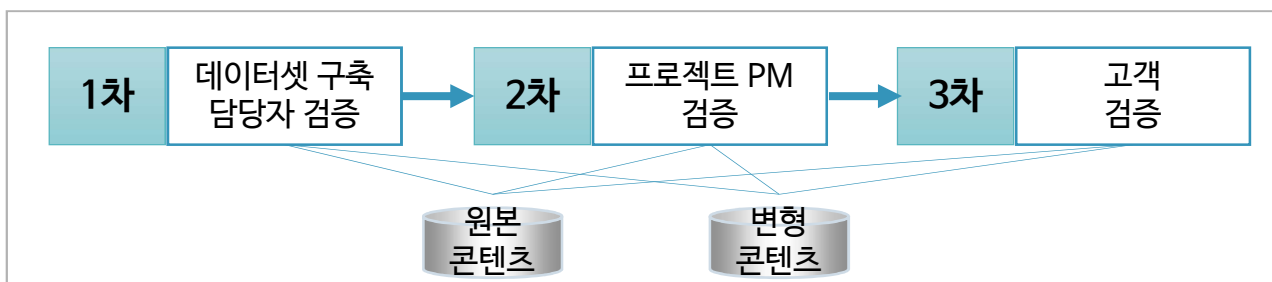 1차
데이터셋 구축
담당자 검증
2차
프로젝트 PM
검증
3차
고객
검증
원본
콘텐츠
변형
콘텐츠